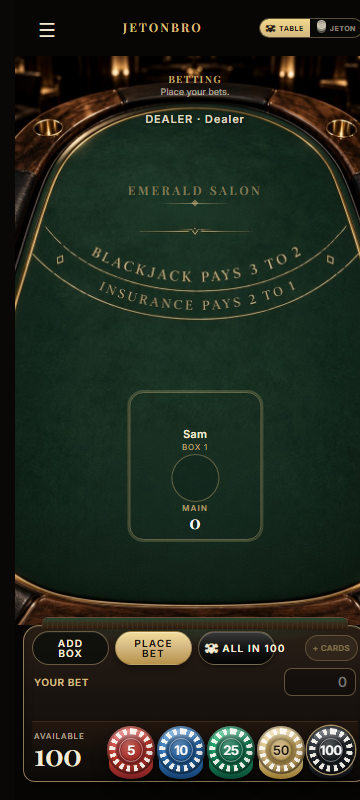 JETONBRO
TABLE
JETON
BETTING
Place your bets.
DEALER · Dealer
EMERALD SALON
BLACKJACK PAYS 3 TO 2
INSURANCE PAYS 2 TO 1
Sam
BOX 1
MAIN
0
ADD BOX
PLACE BET
ALL IN 100
+ CARDS
YOUR BET
0
AVAILABLE
100
5
10
25
50
100